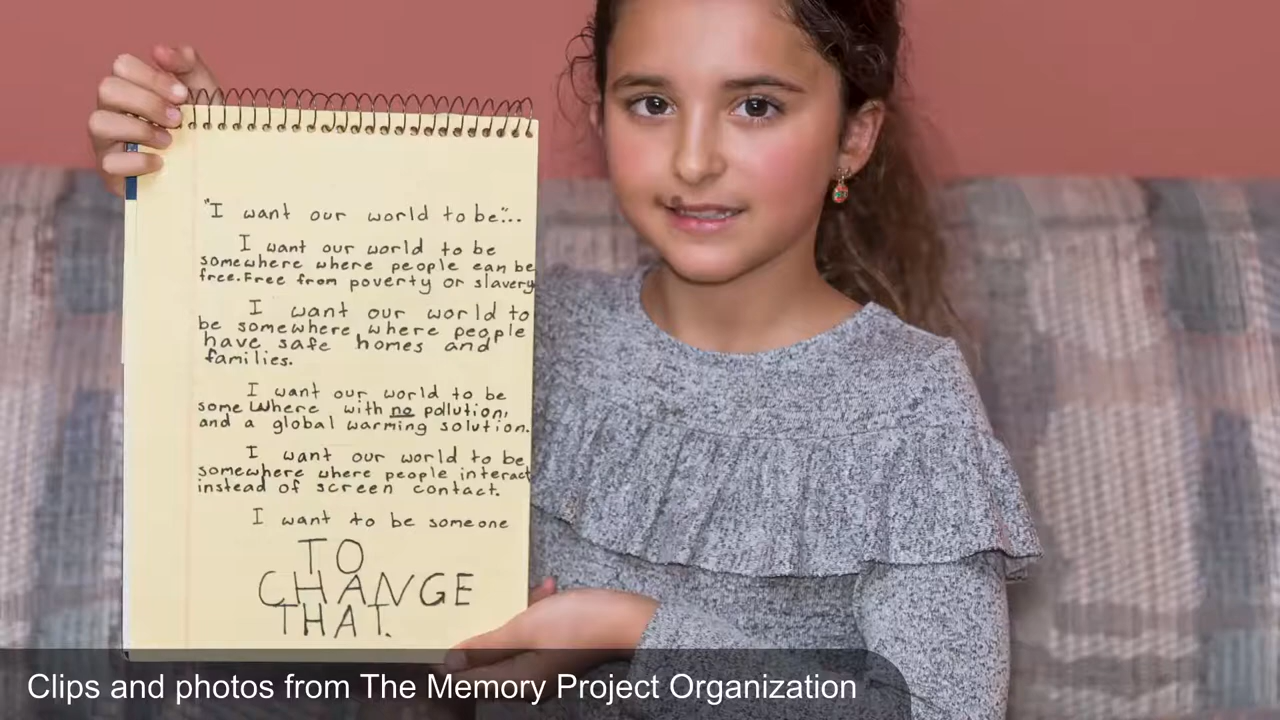 "I want our world to be"...
I want our world to be
somewhere where people can be
free. Free from poverty or slavery
I want our world to
be somewhere where people
have safe homes and
families.
I want our world to be
somewhere with no pollution,
and a global warming solution.
I want our world to be
somewhere where people interact
instead of screen contact.
I want to be someone
TO
CHANGE
THAT.
Clips and photos from The Memory Project Organization